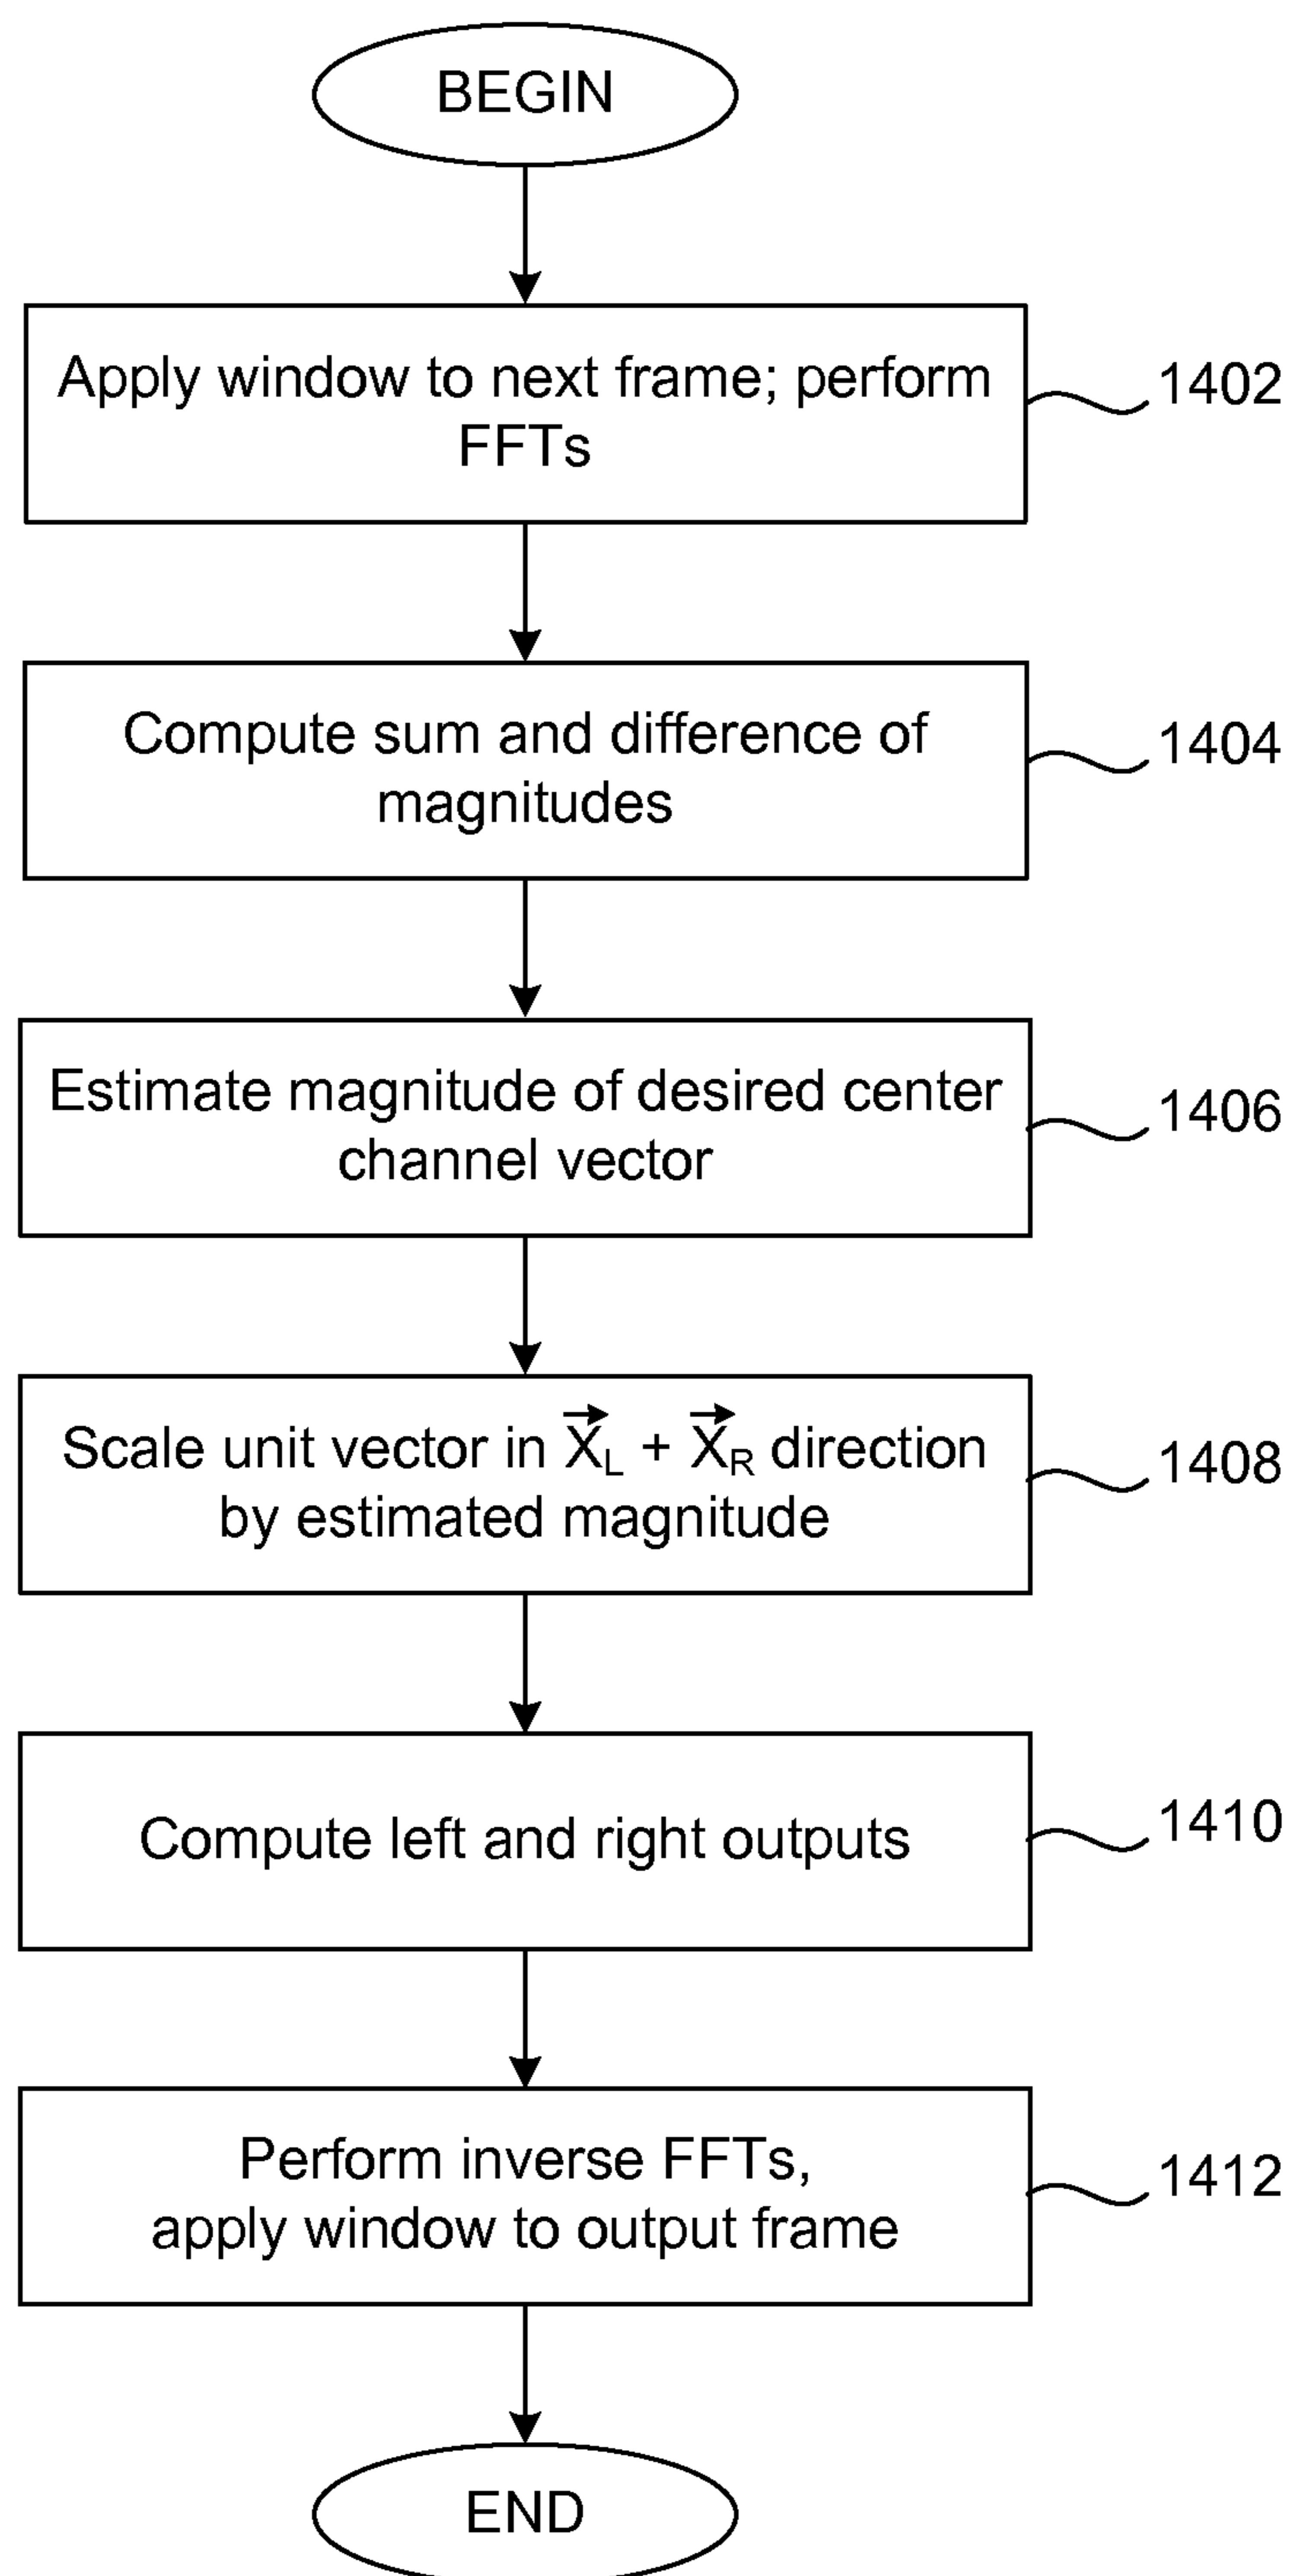 BEGIN
Apply window to next frame; perform
FFTs
1402
Compute sum and difference of
magnitudes
1404
Estimate magnitude of desired center
channel vector
1406
Scale unit vector in X⃗L + X⃗R direction
by estimated magnitude
1408
Compute left and right outputs
1410
Perform inverse FFTs,
apply window to output frame
1412
END